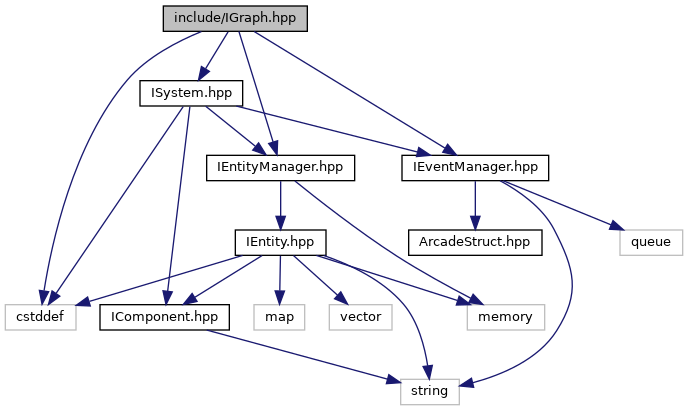 include/IGraph.hpp
ISystem.hpp
IEntityManager.hpp
IEventManager.hpp
IEntity.hpp
ArcadeStruct.hpp
queue
cstddef
IComponent.hpp
map
vector
memory
string